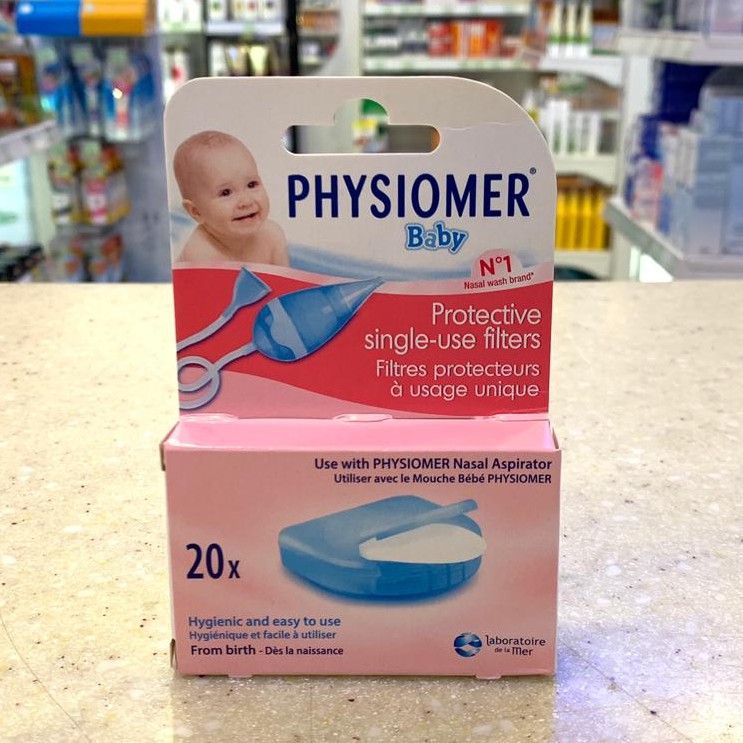 PHYSIOMER®
Baby
N°1
Nasal wash brand*
Protective
single-use filters
Filtres protecteurs
à usage unique
Use with PHYSIOMER Nasal Aspirator
Utiliser avec le Mouche Bébé PHYSIOMER
20x
Hygienic and easy to use
Hygiénique et facile à utiliser
From birth - Dès la naissance
laboratoire
de la Mer